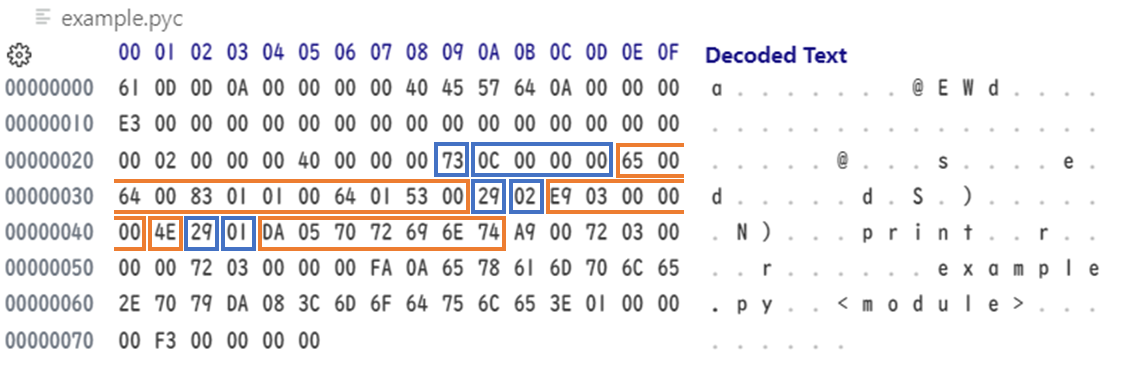 example.pyc
00 01 02 03 04 05 06 07 08 09 0A 0B 0C 0D 0E 0F Decoded Text
00000000 61 0D 0D 0A 00 00 00 00 40 45 57 64 0A 00 00 00 a . . . . . . . @ E W d . . . .
00000010 E3 00 00 00 00 00 00 00 00 00 00 00 00 00 00 00 . . . . . . . . . . . . . . . .
00000020 00 02 00 00 00 40 00 00 00 73 0C 00 00 00 65 00 . . . . . @ . . . s . . . . e .
00000030 64 00 83 01 01 00 64 01 53 00 29 02 E9 03 00 00 d . . . . . d . S . ) . . . . .
00000040 00 4E 29 01 DA 05 70 72 69 6E 74 A9 00 72 03 00 . N ) . . . p r i n t . . r . .
00000050 00 00 72 03 00 00 00 FA 0A 65 78 61 6D 70 6C 65 . . r . . . . . . e x a m p l e
00000060 2E 70 79 DA 08 3C 6D 6F 64 75 6C 65 3E 01 00 00 . p y . . < m o d u l e > . . .
00000070 00 F3 00 00 00 00 . . . . . .